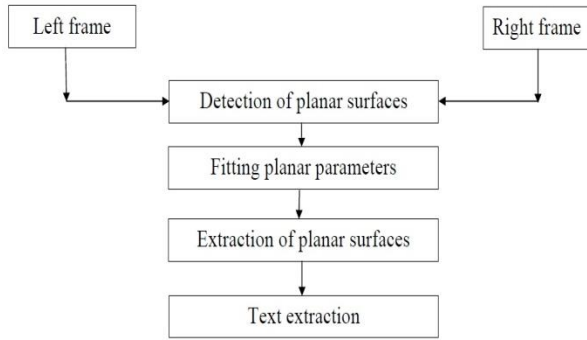 Left frame
Right frame
Detection of planar surfaces
Fitting planar parameters
Extraction of planar surfaces
Text extraction